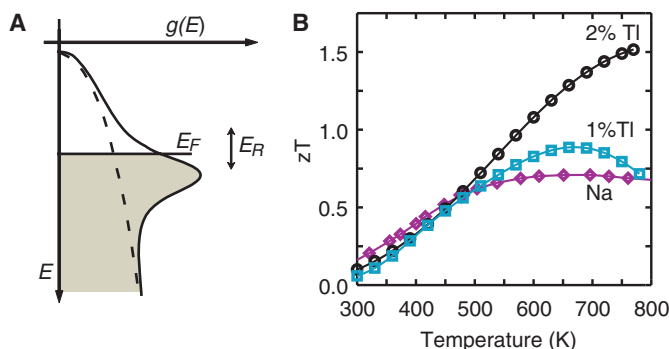 A
g(E)
E_F
E_R
E
B
2% Tl
1%Tl
Na
zT
1.5
1.0
0.5
0.0
300 400 500 600 700 800
Temperature (K)